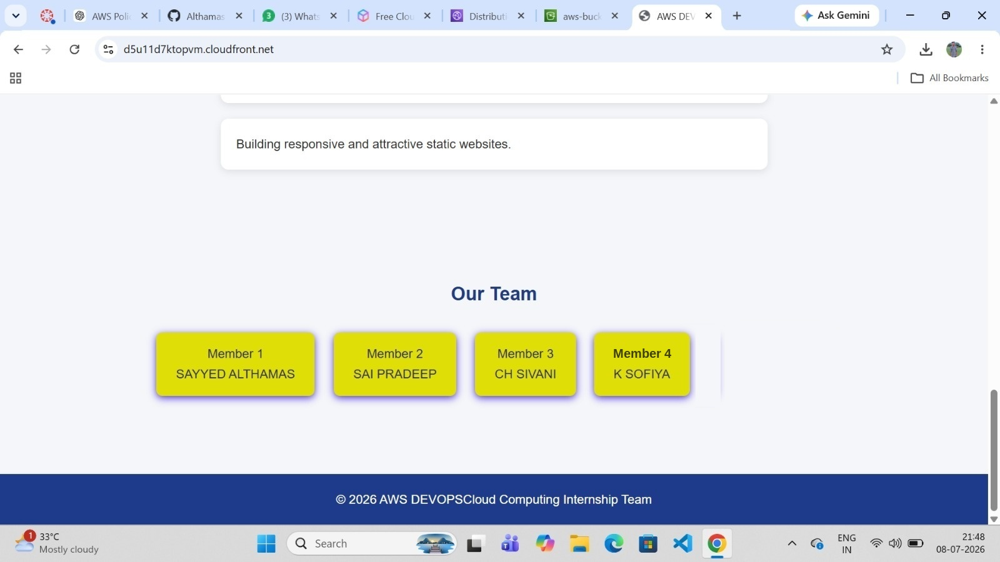 AWS Poli
Althamas
3
(3) Whats
Free Clou
Distributi
aws-buck
AWS DEV
Ask Gemini
d5u11d7ktopvm.cloudfront.net
All Bookmarks
Building responsive and attractive static websites.
Our Team
Member 1
SAYYED ALTHAMAS
Member 2
SAI PRADEEP
Member 3
CH SIVANI
Member 4
K SOFIYA
© 2026 AWS DEVOPSCloud Computing Internship Team
1
33°C
Mostly cloudy
Search
ENG
IN
21:48
08-07-2026